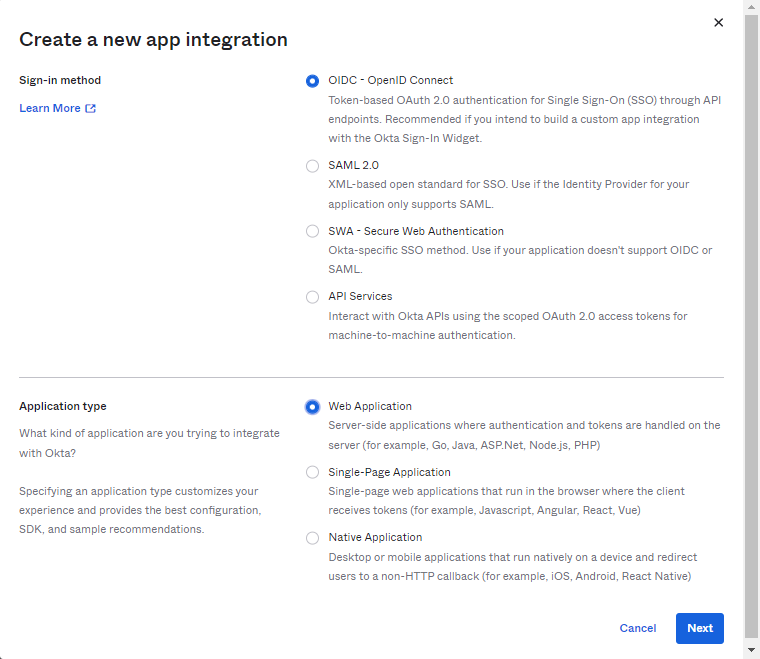 Create a new app integration
Sign-in method
Learn More
OIDC - OpenID Connect
Token-based OAuth 2.0 authentication for Single Sign-On (SSO) through API
endpoints. Recommended if you intend to build a custom app integration
with the Okta Sign-In Widget.
SAML 2.0
XML-based open standard for SSO. Use if the Identity Provider for your
application only supports SAML.
SWA - Secure Web Authentication
Okta-specific SSO method. Use if your application doesn't support OIDC or
SAML.
API Services
Interact with Okta APIs using the scoped OAuth 2.0 access tokens for
machine-to-machine authentication.
Application type
What kind of application are you trying to integrate
with Okta?
Specifying an application type customizes your
experience and provides the best configuration,
SDK, and sample recommendations.
Web Application
Server-side applications where authentication and tokens are handled on the
server (for example, Go, Java, ASP.Net, Node.js, PHP)
Single-Page Application
Single-page web applications that run in the browser where the client
receives tokens (for example, Javascript, Angular, React, Vue)
Native Application
Desktop or mobile applications that run natively on a device and redirect
users to a non-HTTP callback (for example, iOS, Android, React Native)
Cancel
Next